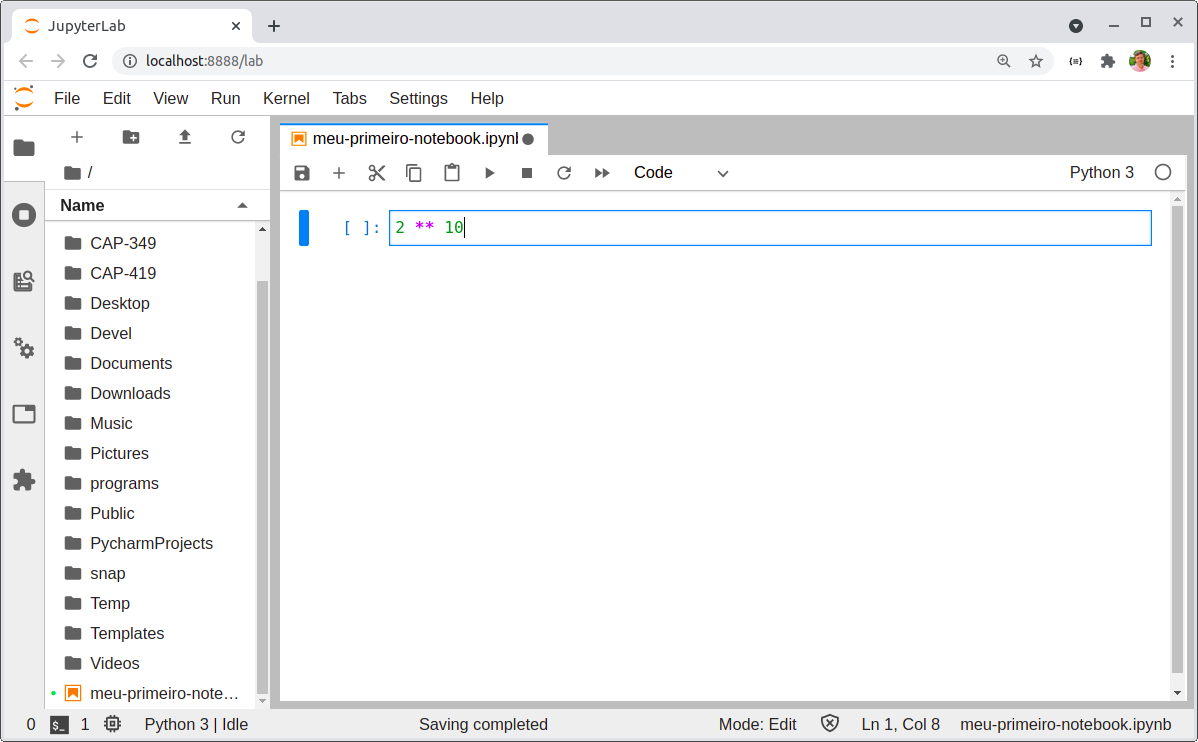 JupyterLab
localhost:8888/lab
File Edit View Run Kernel Tabs Settings Help
/
Name
CAP-349
CAP-419
Desktop
Devel
Documents
Downloads
Music
Pictures
programs
Public
PycharmProjects
snap
Temp
Templates
Videos
meu-primeiro-note…
meu-primeiro-notebook.ipynl
Code
Python 3
[ ]: 2 ** 10
0 $_ 1 Python 3 | Idle Saving completed Mode: Edit Ln 1, Col 8 meu-primeiro-notebook.ipynb